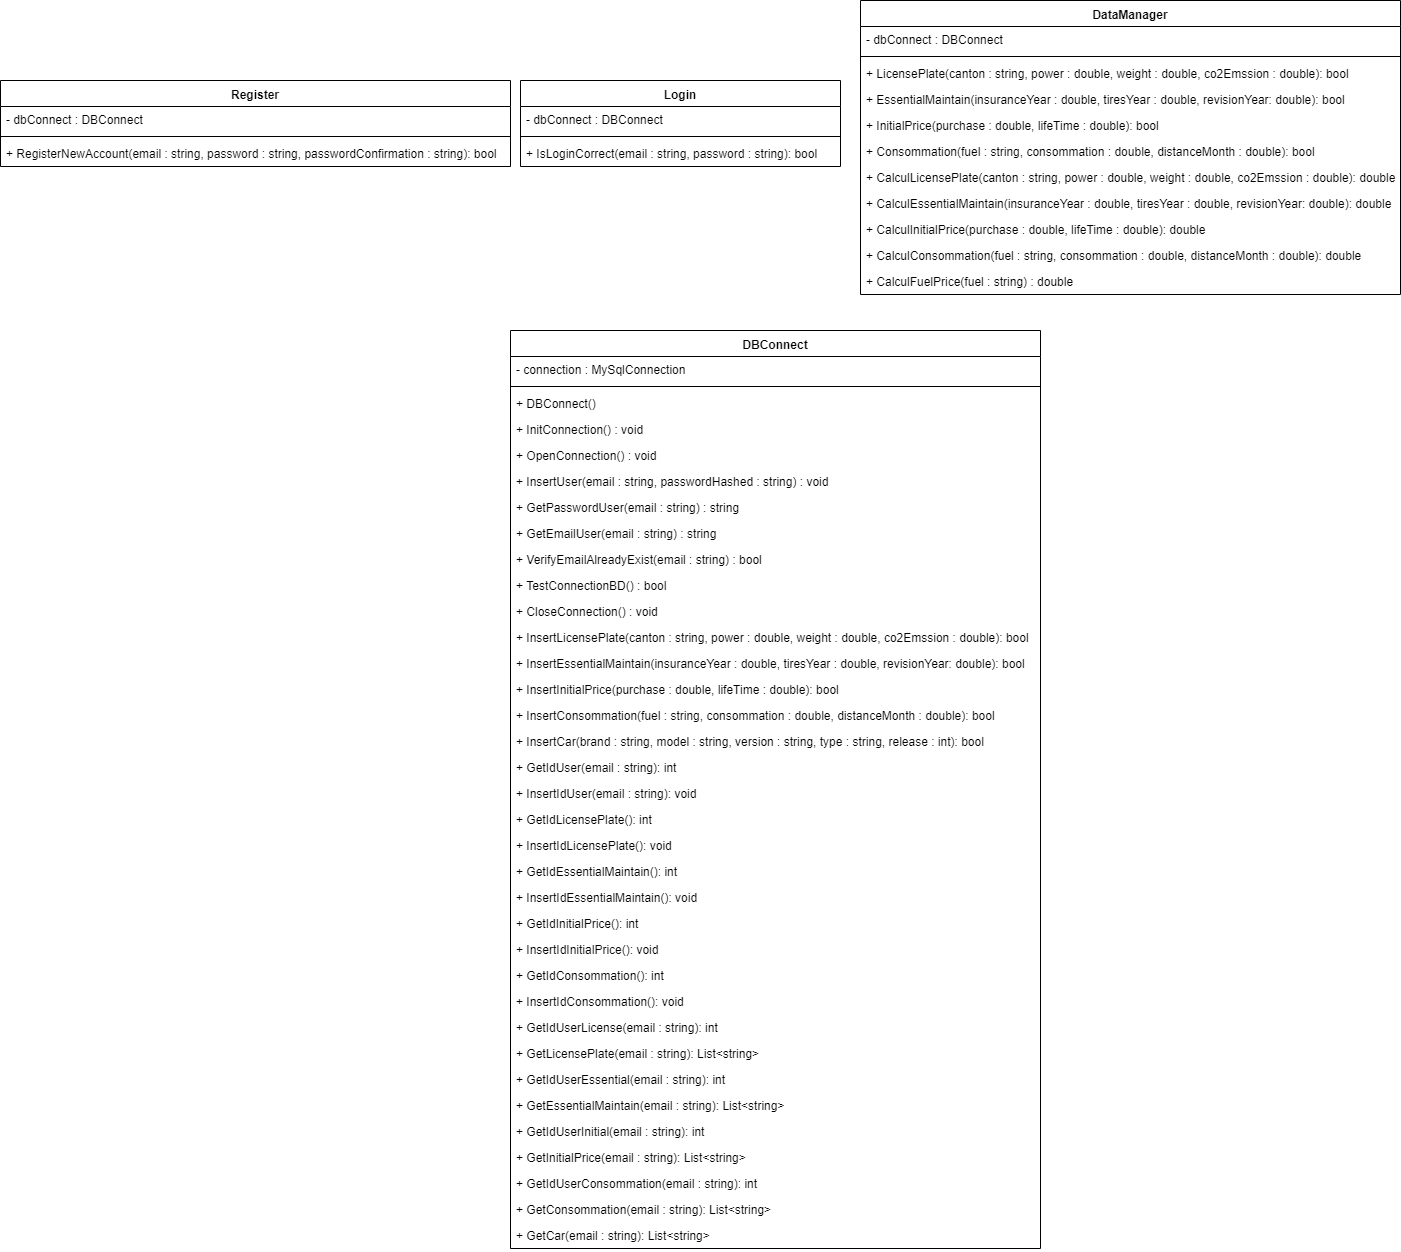 Register
- dbConnect : DBConnect
+ RegisterNewAccount(email : string, password : string, passwordConfirmation : string): bool
Login
- dbConnect : DBConnect
+ IsLoginCorrect(email : string, password : string): bool
DataManager
- dbConnect : DBConnect
+ LicensePlate(canton : string, power : double, weight : double, co2Emssion : double): bool
+ EssentialMaintain(insuranceYear : double, tiresYear : double, revisionYear: double): bool
+ InitialPrice(purchase : double, lifeTime : double): bool
+ Consommation(fuel : string, consommation : double, distanceMonth : double): bool
+ CalculLicensePlate(canton : string, power : double, weight : double, co2Emssion : double): double
+ CalculEssentialMaintain(insuranceYear : double, tiresYear : double, revisionYear: double): double
+ CalculInitialPrice(purchase : double, lifeTime : double): double
+ CalculConsommation(fuel : string, consommation : double, distanceMonth : double): double
+ CalculFuelPrice(fuel : string) : double
DBConnect
- connection : MySqlConnection
+ DBConnect()
+ InitConnection() : void
+ OpenConnection() : void
+ InsertUser(email : string, passwordHashed : string) : void
+ GetPasswordUser(email : string) : string
+ GetEmailUser(email : string) : string
+ VerifyEmailAlreadyExist(email : string) : bool
+ TestConnectionBD() : bool
+ CloseConnection() : void
+ InsertLicensePlate(canton : string, power : double, weight : double, co2Emssion : double): bool
+ InsertEssentialMaintain(insuranceYear : double, tiresYear : double, revisionYear: double): bool
+ InsertInitialPrice(purchase : double, lifeTime : double): bool
+ InsertConsommation(fuel : string, consommation : double, distanceMonth : double): bool
+ InsertCar(brand : string, model : string, version : string, type : string, release : int): bool
+ GetIdUser(email : string): int
+ InsertIdUser(email : string): void
+ GetIdLicensePlate(): int
+ InsertIdLicensePlate(): void
+ GetIdEssentialMaintain(): int
+ InsertIdEssentialMaintain(): void
+ GetIdInitialPrice(): int
+ InsertIdInitialPrice(): void
+ GetIdConsommation(): int
+ InsertIdConsommation(): void
+ GetIdUserLicense(email : string): int
+ GetLicensePlate(email : string): List<string>
+ GetIdUserEssential(email : string): int
+ GetEssentialMaintain(email : string): List<string>
+ GetIdUserInitial(email : string): int
+ GetInitialPrice(email : string): List<string>
+ GetIdUserConsommation(email : string): int
+ GetConsommation(email : string): List<string>
+ GetCar(email : string): List<string>